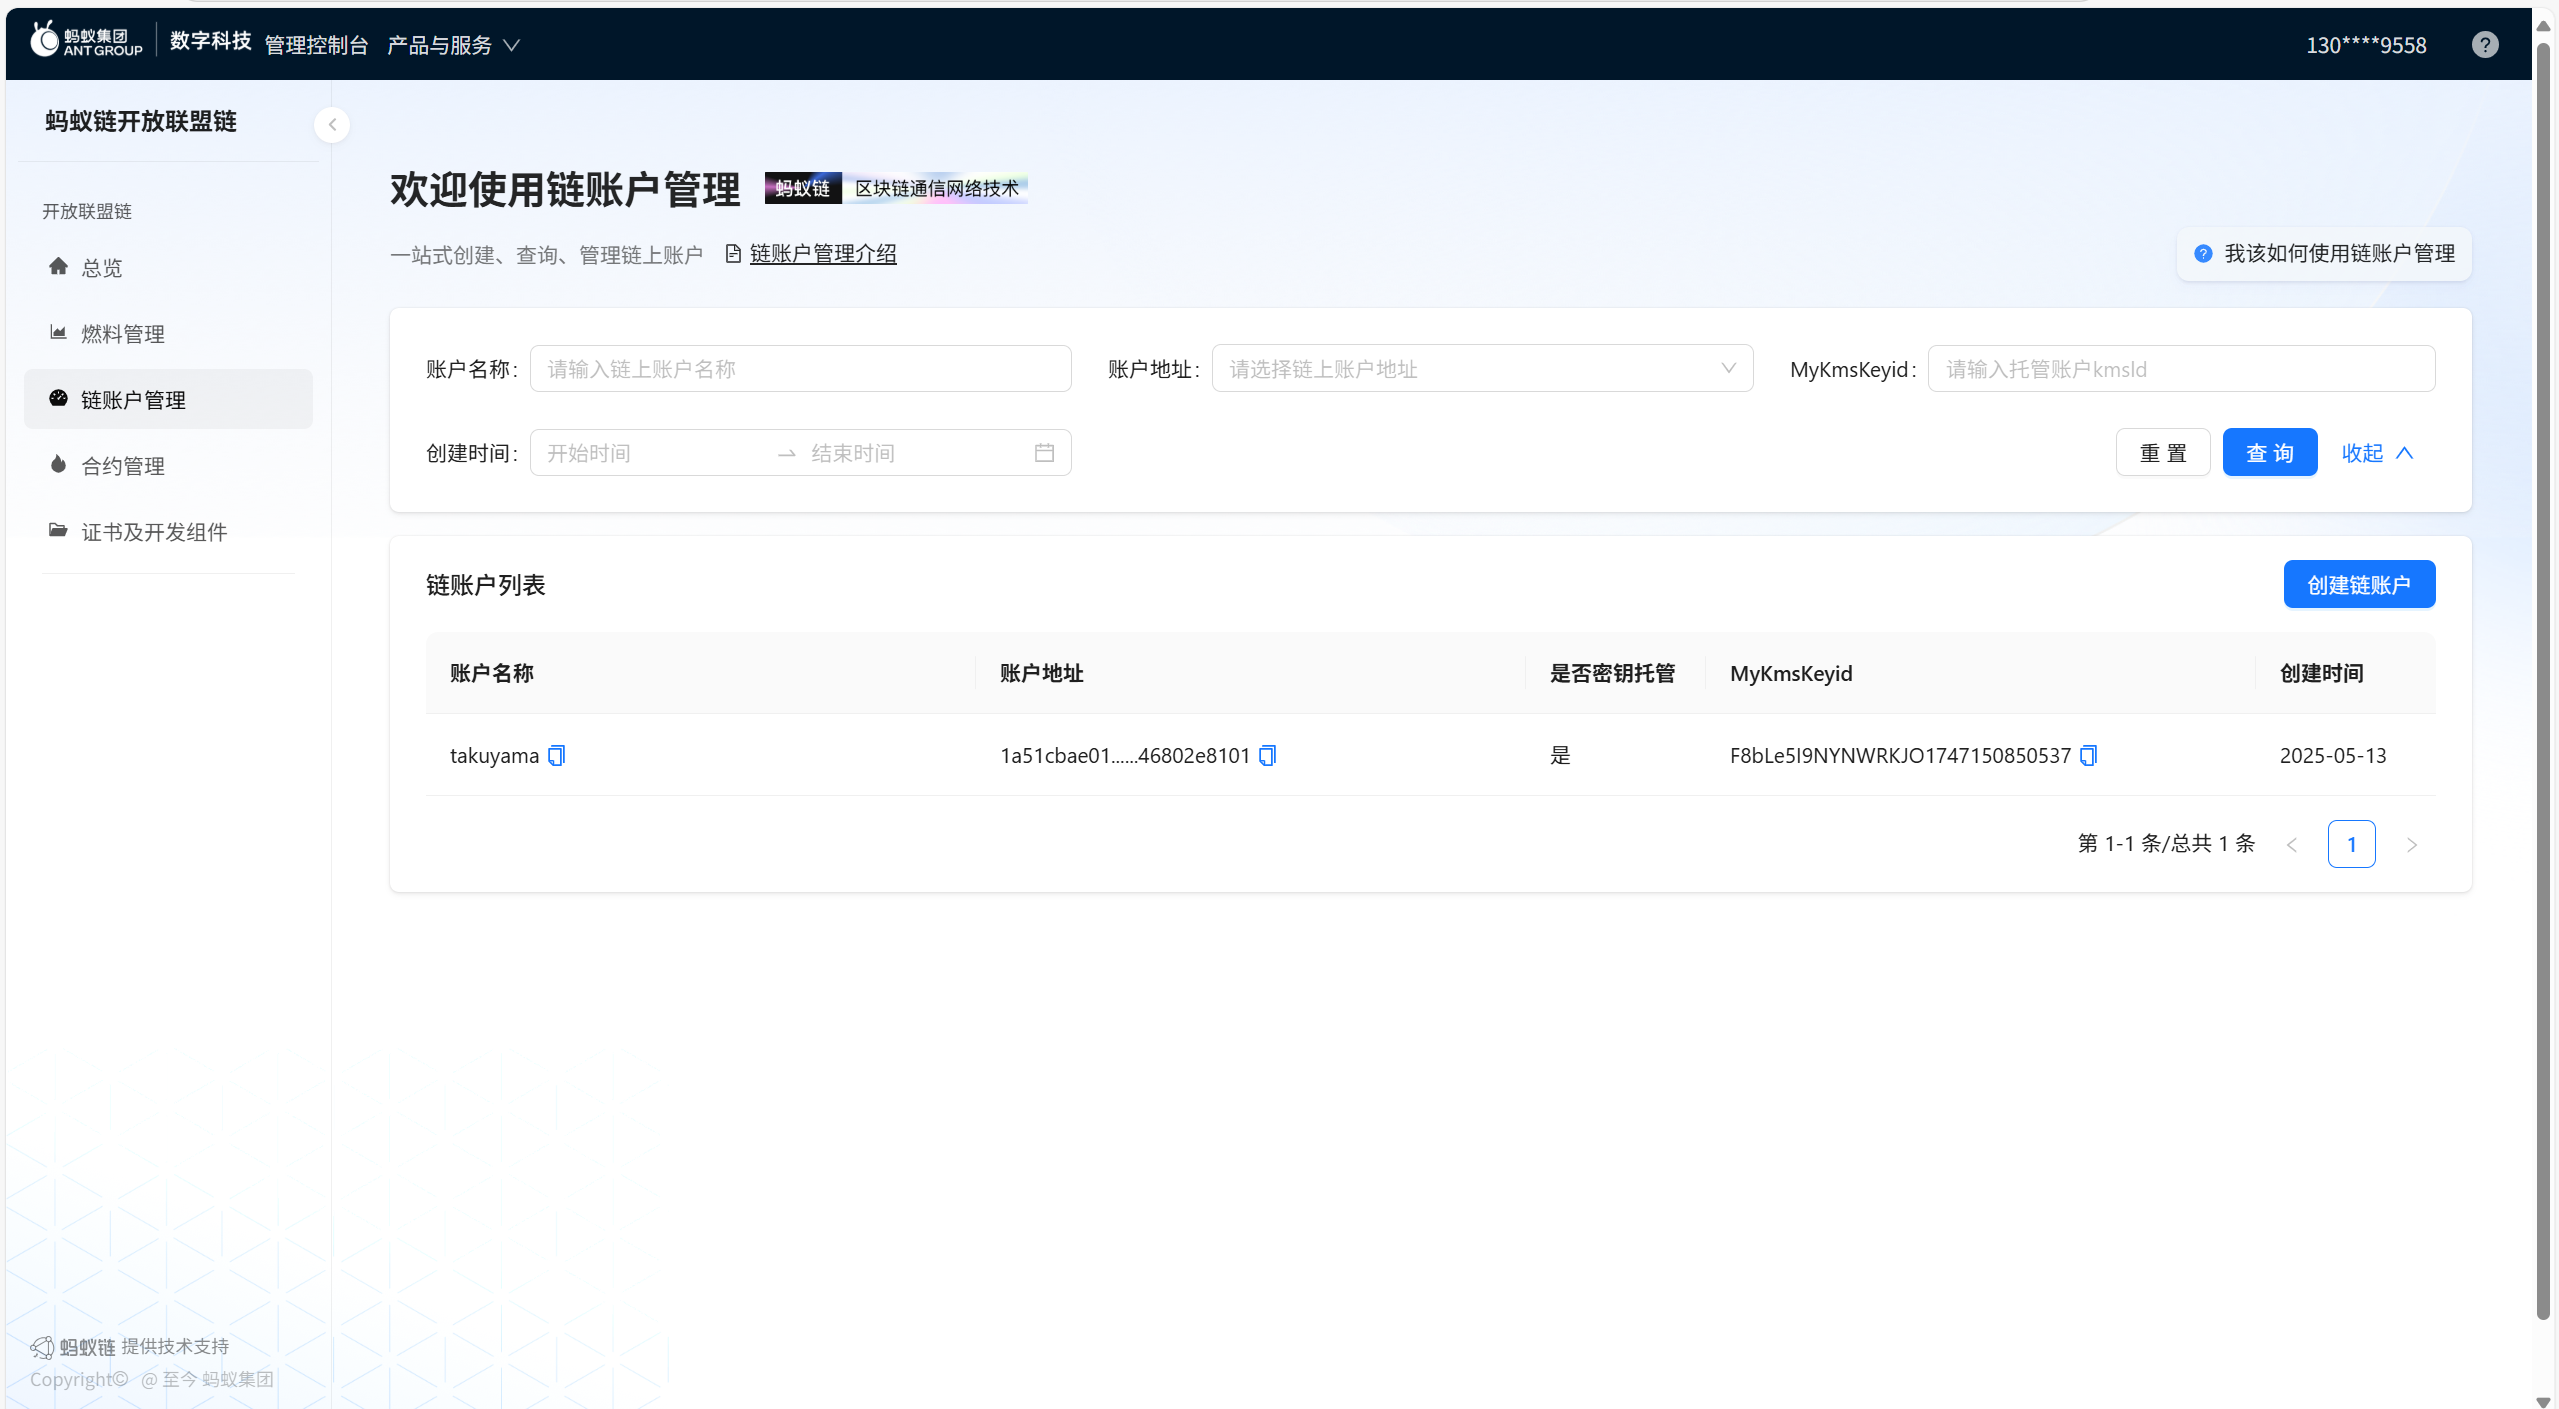 蚂蚁集团 ANT GROUP 数字科技 管理控制台 产品与服务 130****9558
蚂蚁链开放联盟链
开放联盟链
总览
燃料管理
链账户管理
合约管理
证书及开发组件
欢迎使用链账户管理 蚂蚁链 区块链通信网络技术
一站式创建、查询、管理链上账户 链账户管理介绍
我该如何使用链账户管理
账户名称: 请输入链上账户名称 账户地址: 请选择链上账户地址 MyKmsKeyid: 请输入托管账户kmsId
创建时间: 开始时间 → 结束时间 重 置 查 询 收起
链账户列表 创建链账户
账户名称 账户地址 是否密钥托管 MyKmsKeyid 创建时间
takuyama 1a51cbae01......46802e8101 是 F8bLe5I9NYNWRKJO1747150850537 2025-05-13
第 1-1 条/总共 1 条 < 1 >
蚂蚁链 提供技术支持
Copyright© @ 至今 蚂蚁集团